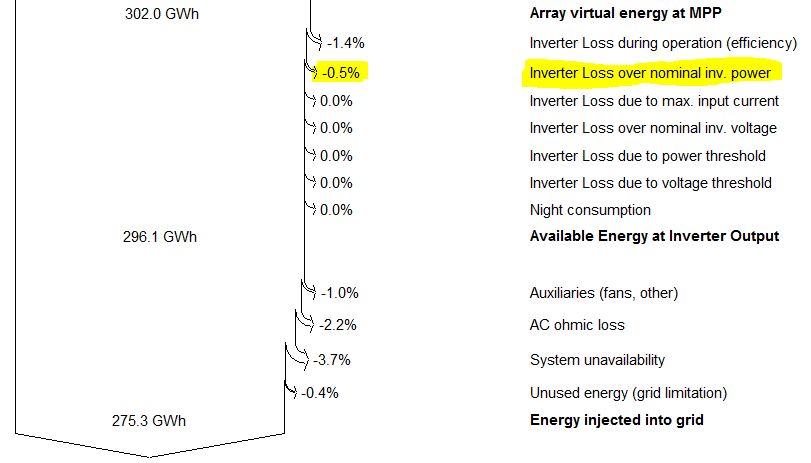 302.0 GWh Array virtual energy at MPP
-1.4% Inverter Loss during operation (efficiency)
-0.5% Inverter Loss over nominal inv. power
0.0% Inverter Loss due to max. input current
0.0% Inverter Loss over nominal inv. voltage
0.0% Inverter Loss due to power threshold
0.0% Inverter Loss due to voltage threshold
0.0% Night consumption
296.1 GWh Available Energy at Inverter Output
-1.0% Auxiliaries (fans, other)
-2.2% AC ohmic loss
-3.7% System unavailability
-0.4% Unused energy (grid limitation)
275.3 GWh Energy injected into grid